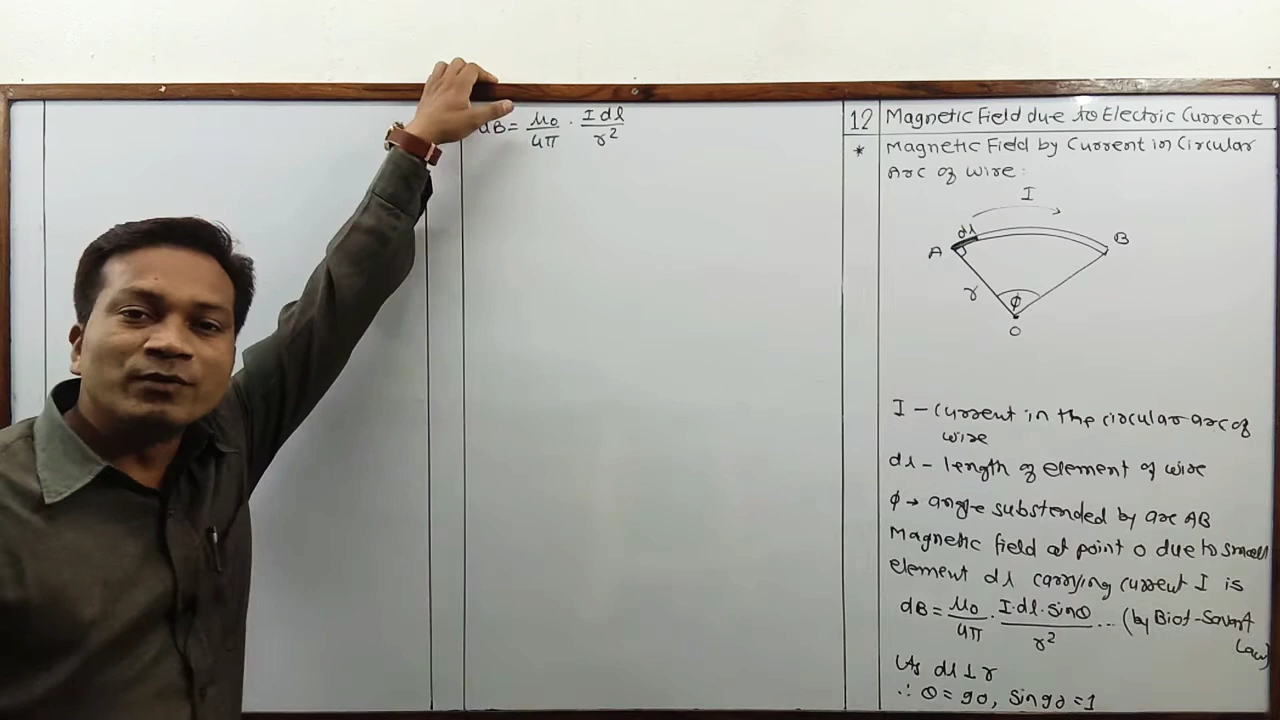 12 Magnetic Field due to Electric Current
* Magnetic Field by Current in Circular
Arc of wire:
I
dl
A
B
r
φ
O
I - Current in the circular arc of
wire
dl - length of element of wire
φ → angle substended by arc AB
Magnetic field at point O due to small
element dl carrying current I is
dB = μ₀/4π · I·dl·sinθ/r² ... (by Biot-Savart
Law)
As dl ⊥ r
∴ θ = 90, sin90 = 1
dB = μ₀/4π · I dl/r²